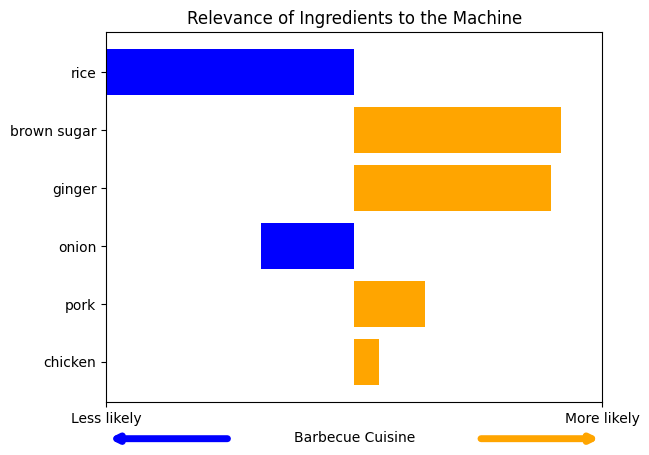 Relevance of Ingredients to the Machine
rice
brown sugar
ginger
onion
pork
chicken
Less likely
More likely
Barbecue Cuisine